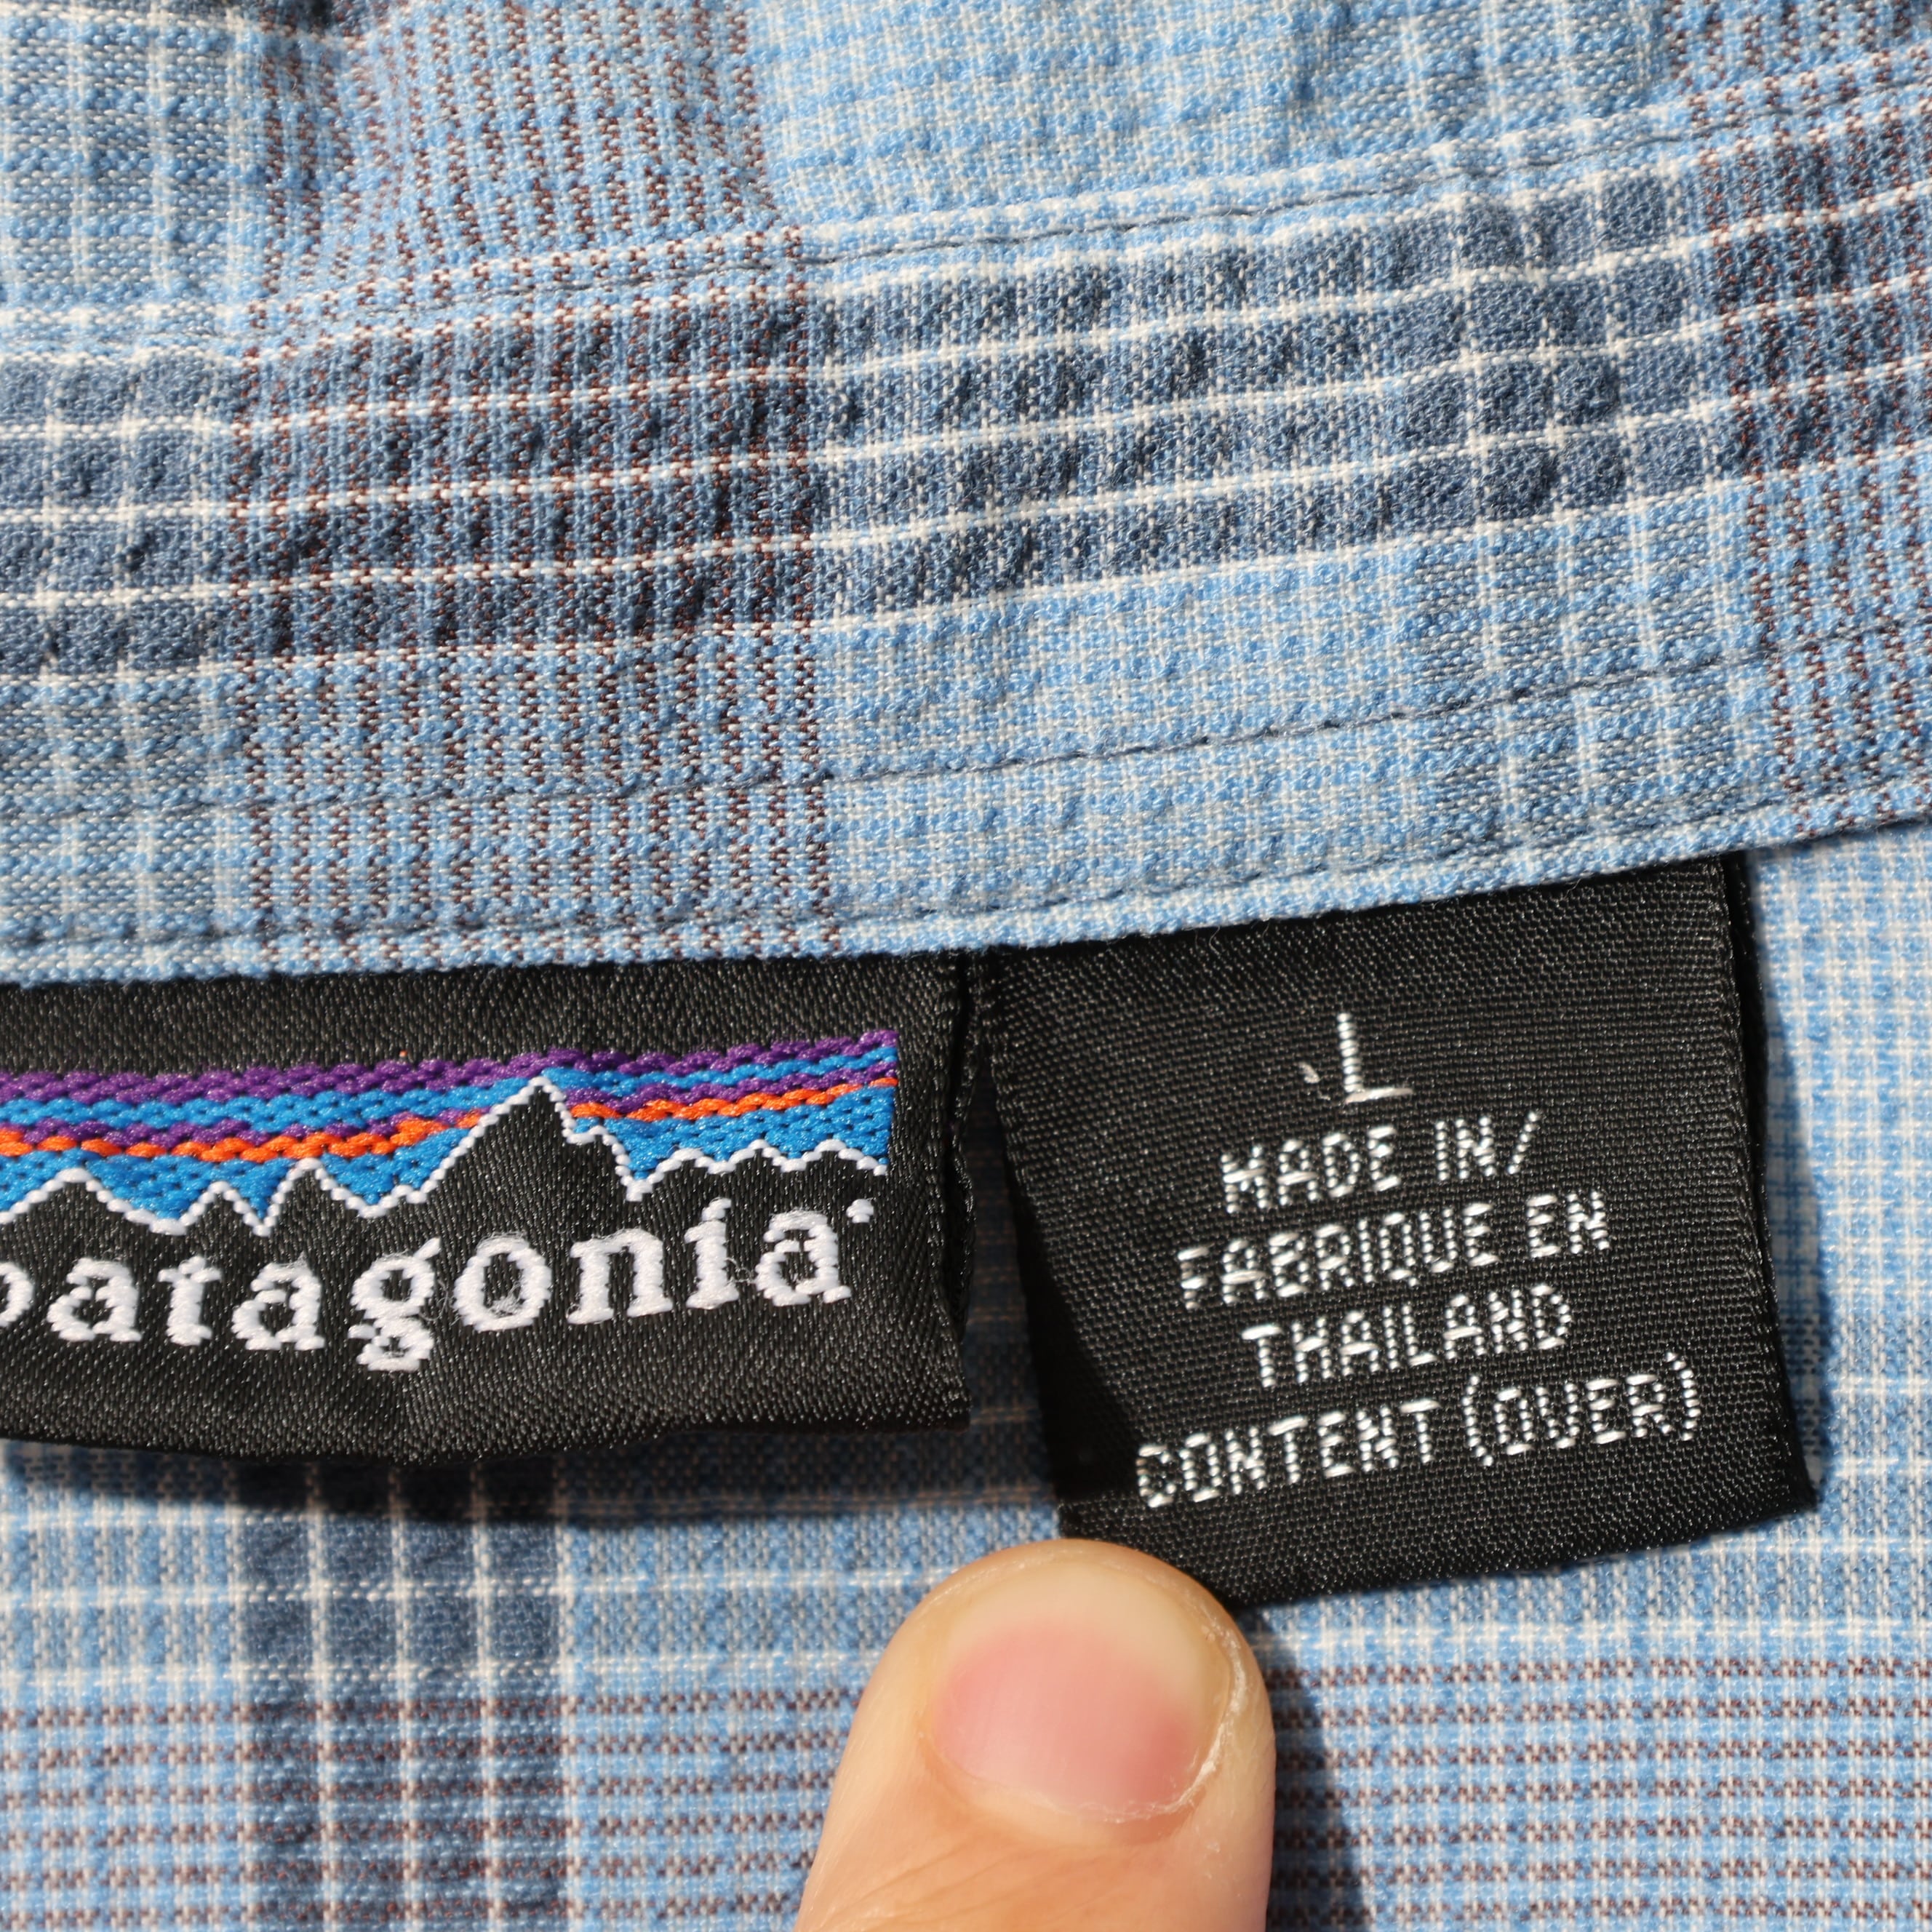 patagonia
L
MADE IN/
FABRIQUE EN
THAILAND
CONTENT (OVER)